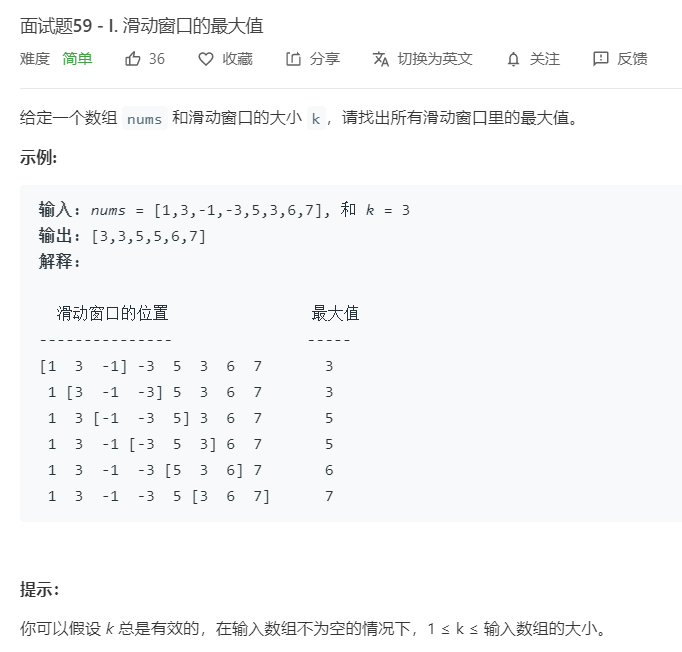 面试题59 - I. 滑动窗口的最大值
难度 简单 36 收藏 分享 切换为英文 关注 反馈
给定一个数组 nums 和滑动窗口的大小 k，请找出所有滑动窗口里的最大值。
示例:
输入: nums = [1,3,-1,-3,5,3,6,7], 和 k = 3
输出: [3,3,5,5,6,7]
解释:
滑动窗口的位置 最大值
--------------- -----
[1 3 -1] -3 5 3 6 7 3
1 [3 -1 -3] 5 3 6 7 3
1 3 [-1 -3 5] 3 6 7 5
1 3 -1 [-3 5 3] 6 7 5
1 3 -1 -3 [5 3 6] 7 6
1 3 -1 -3 5 [3 6 7] 7
提示：
你可以假设 k 总是有效的，在输入数组不为空的情况下，1 ≤ k ≤ 输入数组的大小。